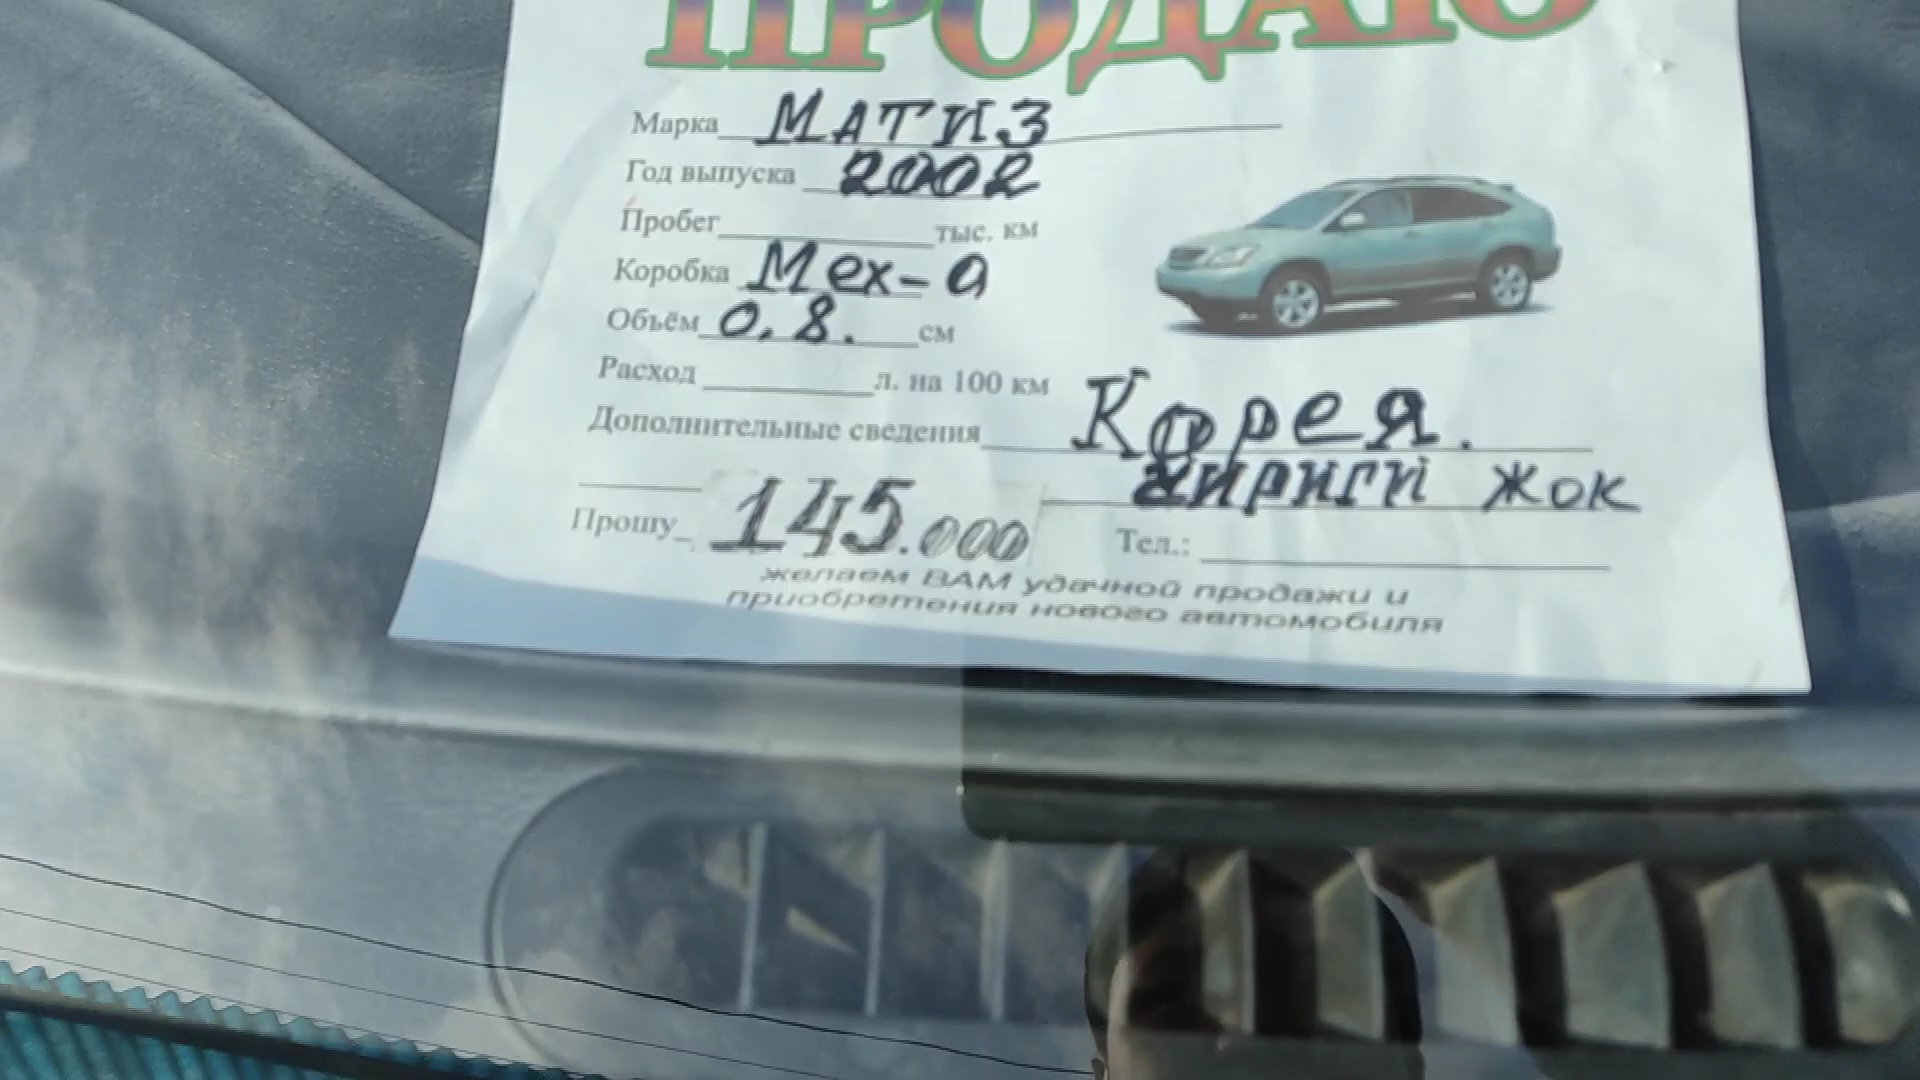 ПРОДАЮ
Марка МАТИЗ
Год выпуска 2002
Пробег тыс. км
Коробка Мех-а
Объём 0,8. см
Расход л. на 100 км
Дополнительные сведения Корея.
чириги жок
Прошу 145.000 Тел.:
желаем ВАМ удачной продажи и
приобретения нового автомобиля